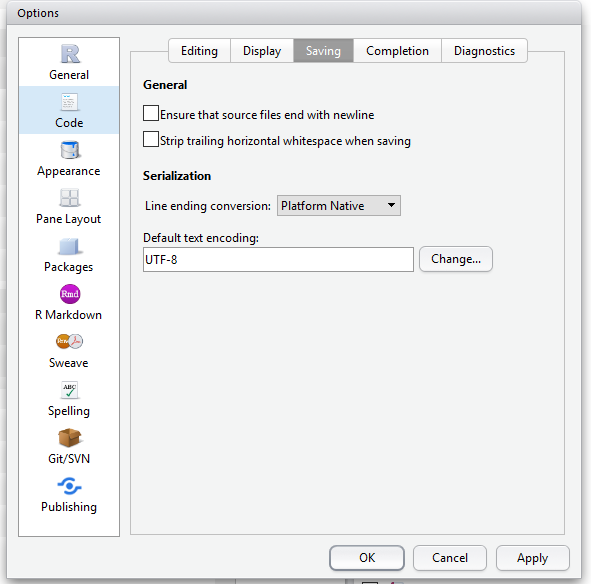 Options
General
Code
Appearance
Pane Layout
Packages
Rmd
R Markdown
Sweave
ABC
Spelling
Git/SVN
Publishing
Editing Display Saving Completion Diagnostics
General
Ensure that source files end with newline
Strip trailing horizontal whitespace when saving
Serialization
Line ending conversion: Platform Native
Default text encoding:
UTF-8 Change...
OK Cancel Apply